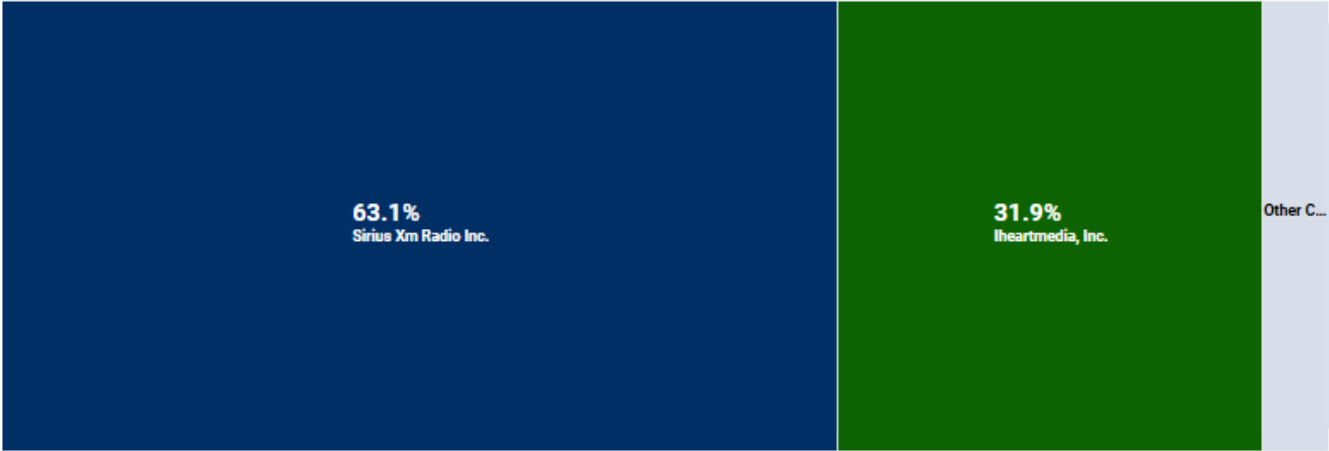 63.1%
Sirius Xm Radio Inc.
31.9%
Iheartmedia, Inc.
Other C...